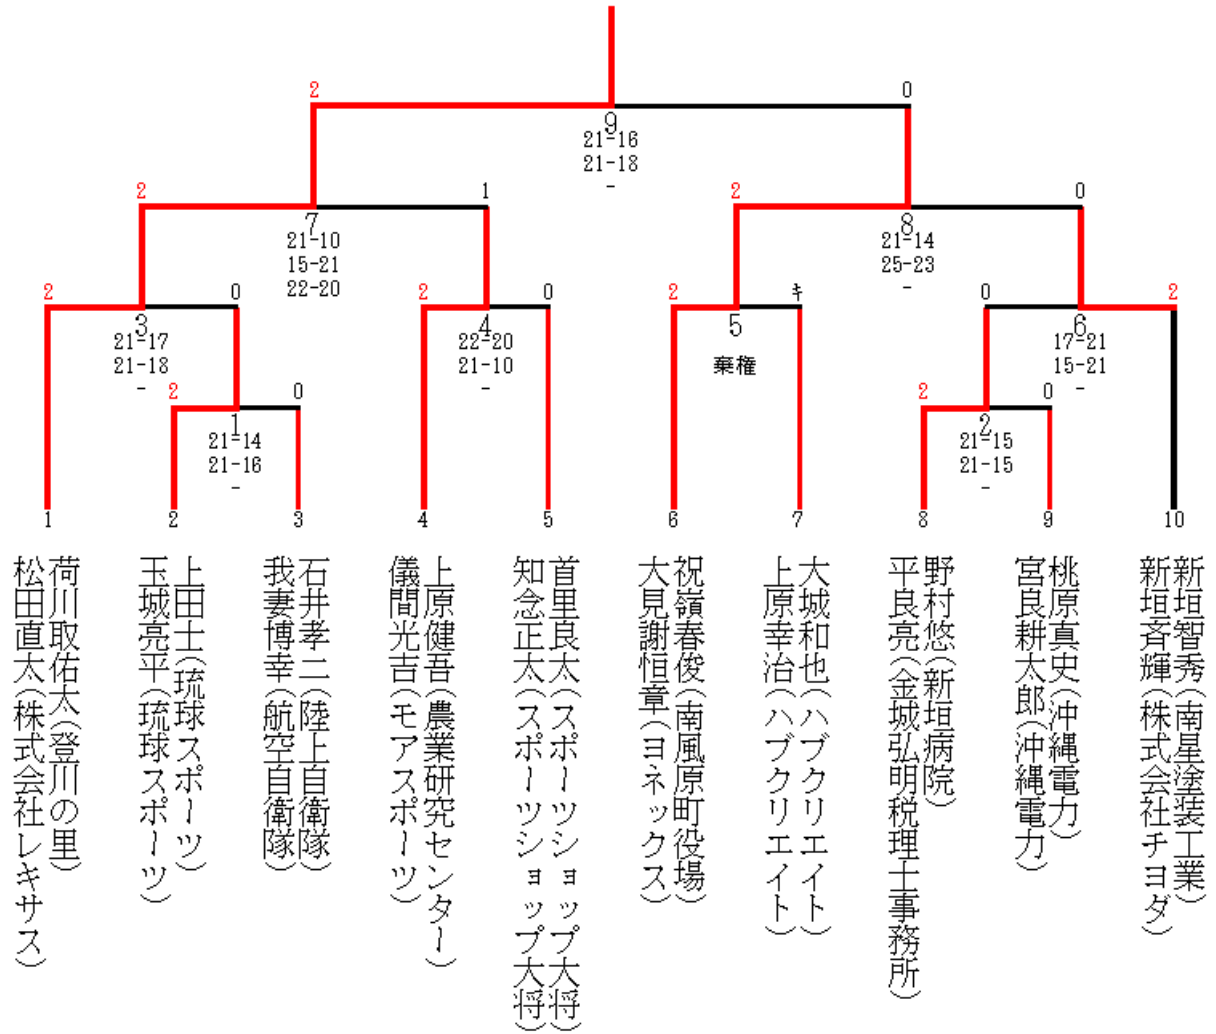 2 0
9
21-16
21-18
-
2 1 2 0
7 8
21-10 21-14
15-21 25-23
22-20 -
2 0 2 0 2 ｷ 0 2
3 4 5 6
21-17 22-20 棄権 17-21
21-18 21-10 15-21
- - -
2 0 2 0
1 2
21-14 21-15
21-16 21-15
- -
1 2 3 4 5 6 7 8 9 10
荷川取佑太(登川の里)
松田直太(株式会社レキサス)
上田士(琉球スポーツ)
玉城亮平(琉球スポーツ)
石井孝二(陸上自衛隊)
我妻博幸(航空自衛隊)
上原健吾(農業研究センター)
儀間光吉(モアスポーツ)
首里良太(スポーツショップ大将)
知念正太(スポーツショップ大将)
祝嶺春俊(南風原町役場)
大見謝恒章(ヨネックス)
大城和也(ハブクリエイト)
上原幸治(ハブクリエイト)
野村悠(新垣病院)
平良亮(金城弘明税理士事務所)
桃原真史(沖縄電力)
宮良耕太郎(沖縄電力)
新垣智秀(南星塗装工業)
新垣斉輝(株式会社チヨダ)